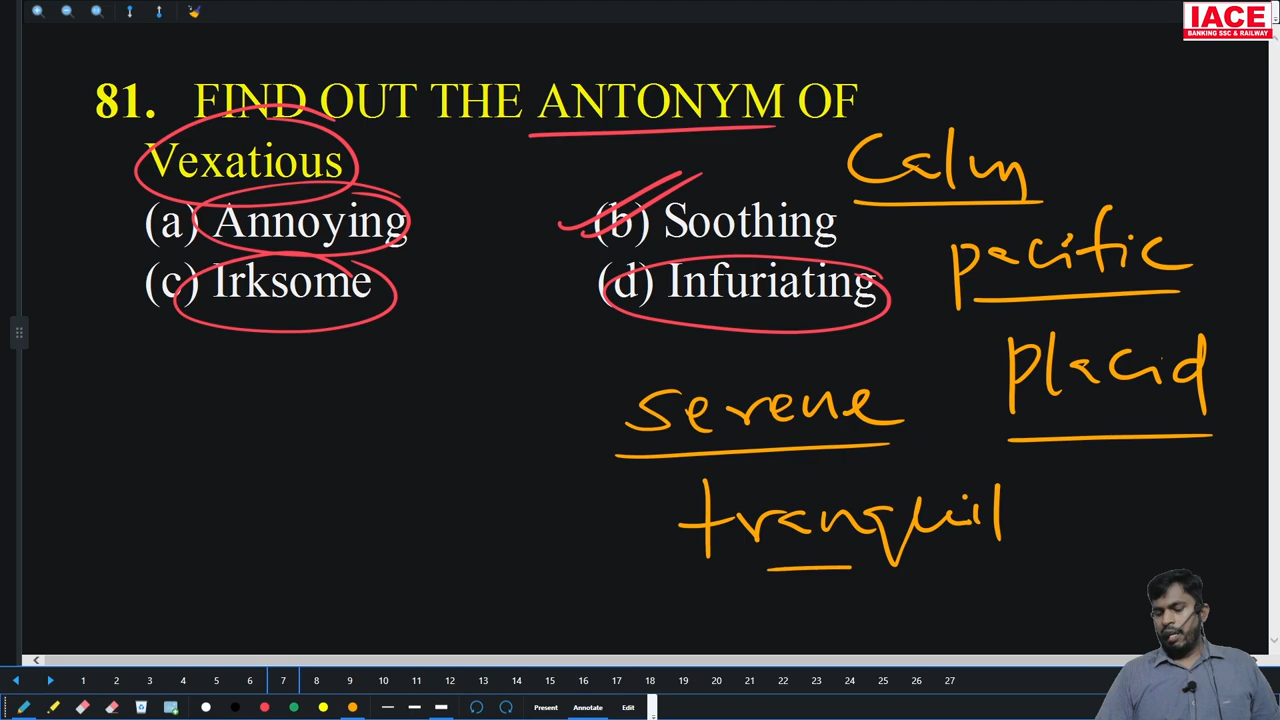 IACE
BANKING SSC & RAILWAY
81. FIND OUT THE ANTONYM OF
Vexatious
(a) Annoying (b) Soothing
(c) Irksome (d) Infuriating
Calm
pacific
placid
serene
tranquil
1 2 3 4 5 6 7 8 9 10 11 12 13 14 15 16 17 18 19 20 21 22 23 24 25 26 27
Present Annotate Edit